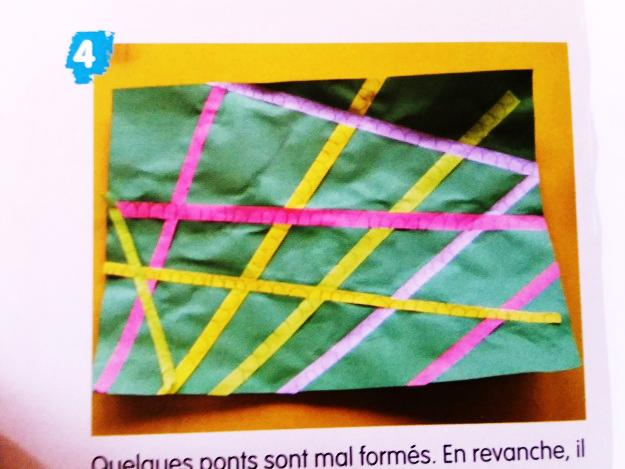 4
Quelques ponts sont mal formés. En revanche, il